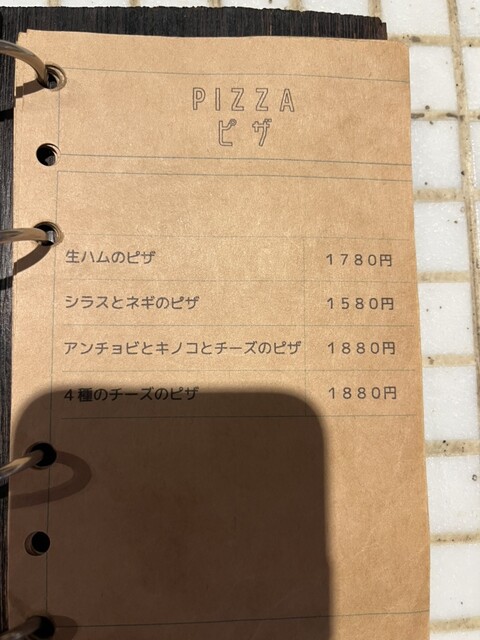 PIZZA
ピザ
生ハムのピザ 1780円
シラスとネギのピザ 1580円
アンチョビとキノコとチーズのピザ 1880円
4種のチーズのピザ 1880円